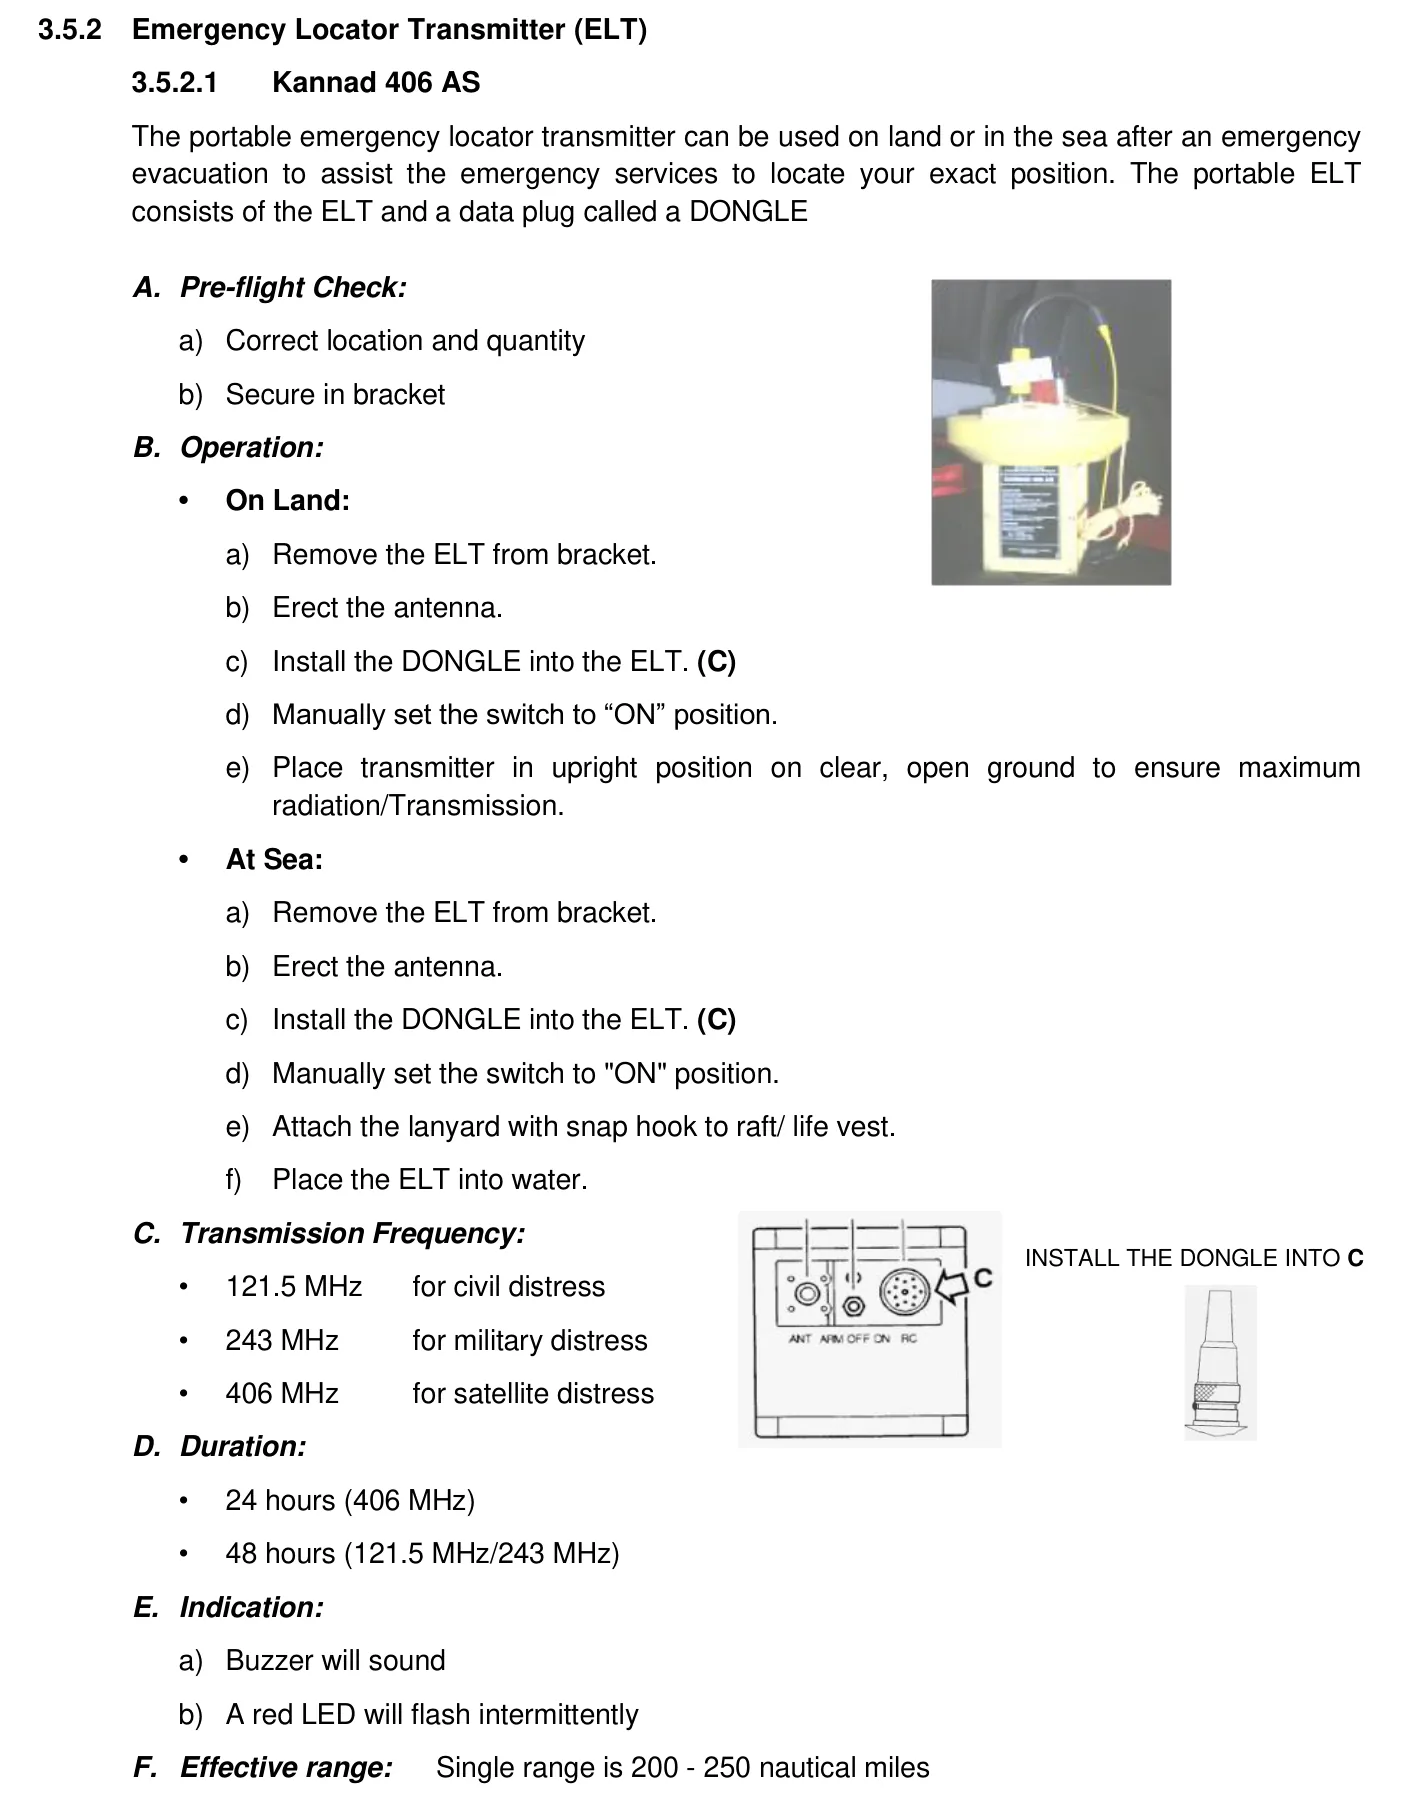 3.5.2 Emergency Locator Transmitter (ELT)
3.5.2.1 Kannad 406 AS
The portable emergency locator transmitter can be used on land or in the sea after an emergency
evacuation to assist the emergency services to locate your exact position. The portable ELT
consists of the ELT and a data plug called a DONGLE
A. Pre-flight Check:
a) Correct location and quantity
b) Secure in bracket
B. Operation:
• On Land:
a) Remove the ELT from bracket.
b) Erect the antenna.
c) Install the DONGLE into the ELT. (C)
d) Manually set the switch to “ON” position.
e) Place transmitter in upright position on clear, open ground to ensure maximum
radiation/Transmission.
• At Sea:
a) Remove the ELT from bracket.
b) Erect the antenna.
c) Install the DONGLE into the ELT. (C)
d) Manually set the switch to "ON" position.
e) Attach the lanyard with snap hook to raft/ life vest.
f) Place the ELT into water.
C. Transmission Frequency:
• 121.5 MHz for civil distress
• 243 MHz for military distress
• 406 MHz for satellite distress
C
ANT ARM OFF ON RC
INSTALL THE DONGLE INTO C
D. Duration:
• 24 hours (406 MHz)
• 48 hours (121.5 MHz/243 MHz)
E. Indication:
a) Buzzer will sound
b) A red LED will flash intermittently
F. Effective range: Single range is 200 - 250 nautical miles